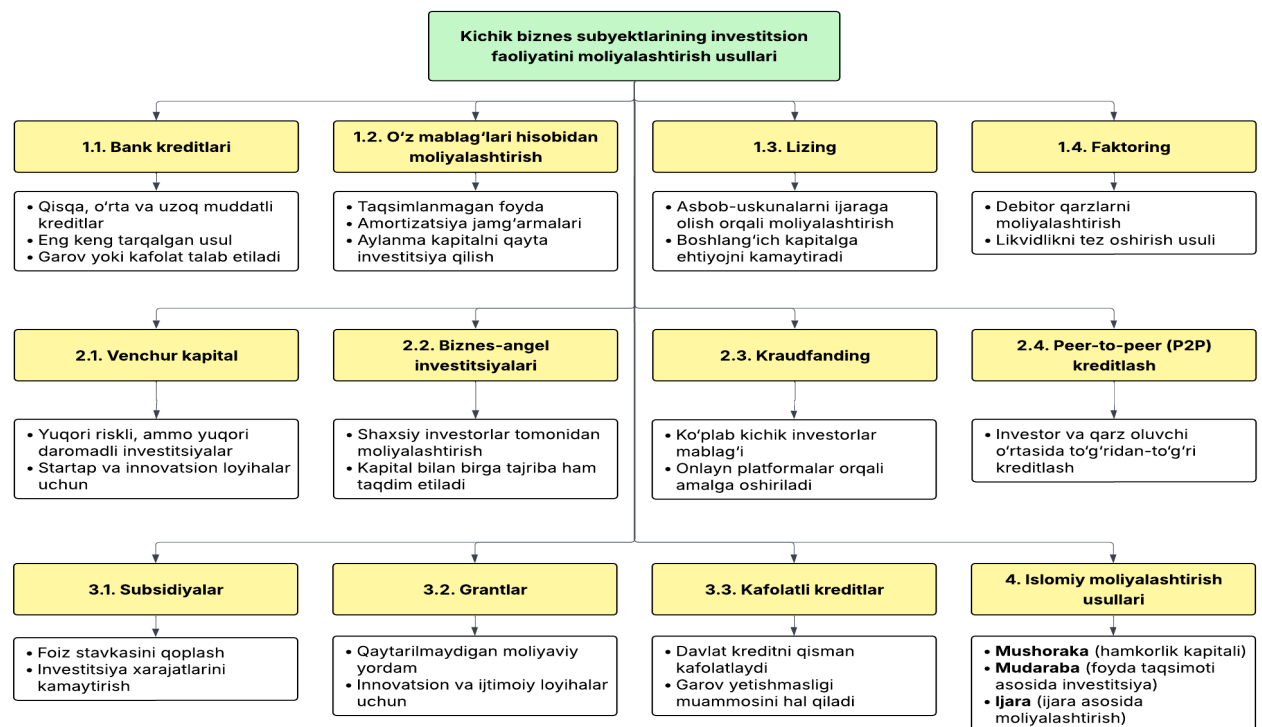 Kichik biznes subyektlarining investitsion
faoliyatini moliyalashtirish usullari
1.1. Bank kreditlari
• Qisqa, o‘rta va uzoq muddatli
kreditlar
• Eng keng tarqalgan usul
• Garov yoki kafolat talab etiladi
1.2. O‘z mablag‘lari hisobidan
moliyalashtirish
• Taqsimlanmagan foyda
• Amortizatsiya jamg‘armalari
• Aylanma kapitalni qayta
investitsiya qilish
1.3. Lizing
• Asbob-uskunalarni ijaraga
olish orqali moliyalashtirish
• Boshlang‘ich kapitalga
ehtiyojni kamaytiradi
1.4. Faktoring
• Debitor qarzlarni
moliyalashtirish
• Likvidlikni tez oshirish usuli
2.1. Venchur kapital
• Yuqori riskli, ammo yuqori
daromadli investitsiyalar
• Startap va innovatsion loyihalar
uchun
2.2. Biznes-angel
investitsiyalari
• Shaxsiy investorlar tomonidan
moliyalashtirish
• Kapital bilan birga tajriba ham
taqdim etiladi
2.3. Kraudfanding
• Ko‘plab kichik investorlar
mablag‘i
• Onlayn platformalar orqali
amalga oshiriladi
2.4. Peer-to-peer (P2P)
kreditlash
• Investor va qarz oluvchi
o‘rtasida to‘g‘ridan-to‘g‘ri
kreditlash
3.1. Subsidiyalar
• Foiz stavkasini qoplash
• Investitsiya xarajatlarini
kamaytirish
3.2. Grantlar
• Qaytarilmaydigan moliyaviy
yordam
• Innovatsion va ijtimoiy loyihalar
uchun
3.3. Kafolatli kreditlar
• Davlat kreditni qisman
kafolatlaydi
• Garov yetishmasligi
muammosini hal qiladi
4. Islomiy moliyalashtirish
usullari
• Mushoraka (hamkorlik kapitali)
• Mudaraba (foyda taqsimoti
asosida investitsiya)
• Ijara (ijara asosida
moliyalashtirish)